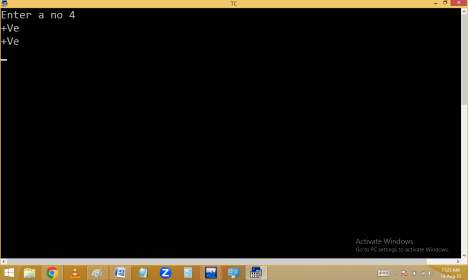 TC
Enter a no 4
+Ve
+Ve
Activate Windows
Go to PC settings to activate Windows.